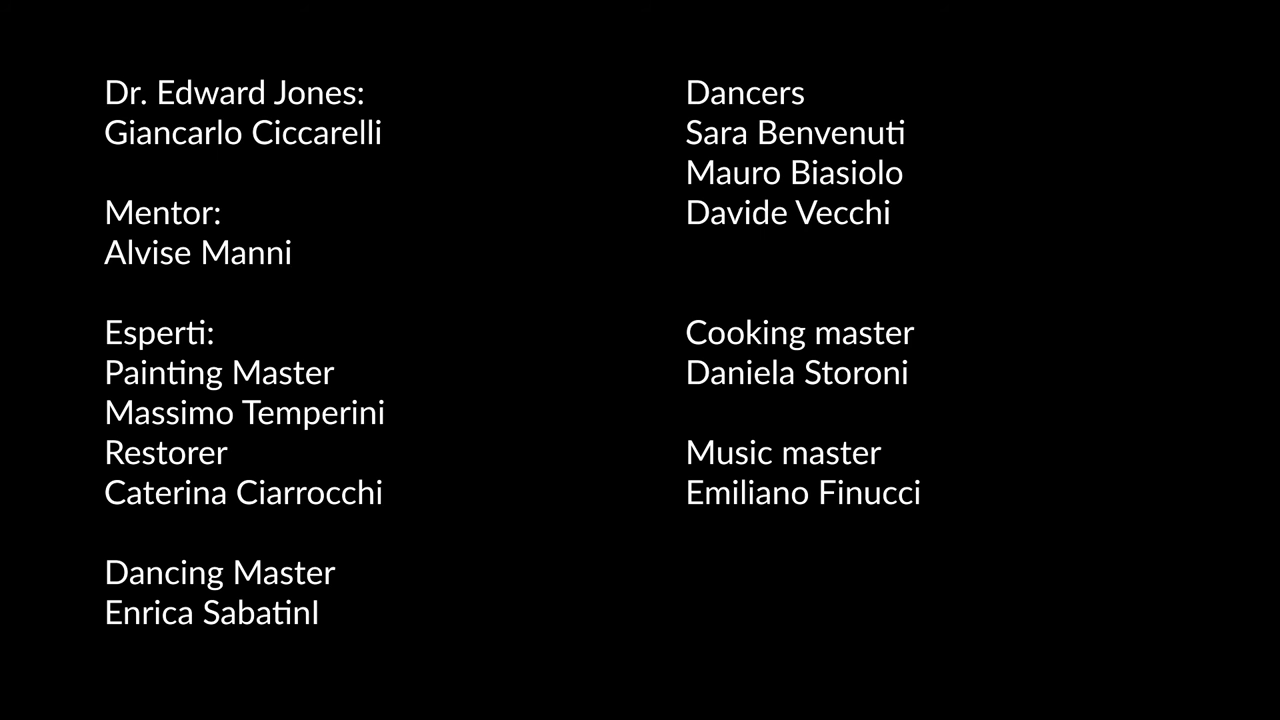 Dr. Edward Jones:
Giancarlo Ciccarelli
Mentor:
Alvise Manni
Esperti:
Painting Master
Massimo Temperini
Restorer
Caterina Ciarrocchi
Dancing Master
Enrica SabatinI
Dancers
Sara Benvenuti
Mauro Biasiolo
Davide Vecchi
Cooking master
Daniela Storoni
Music master
Emiliano Finucci